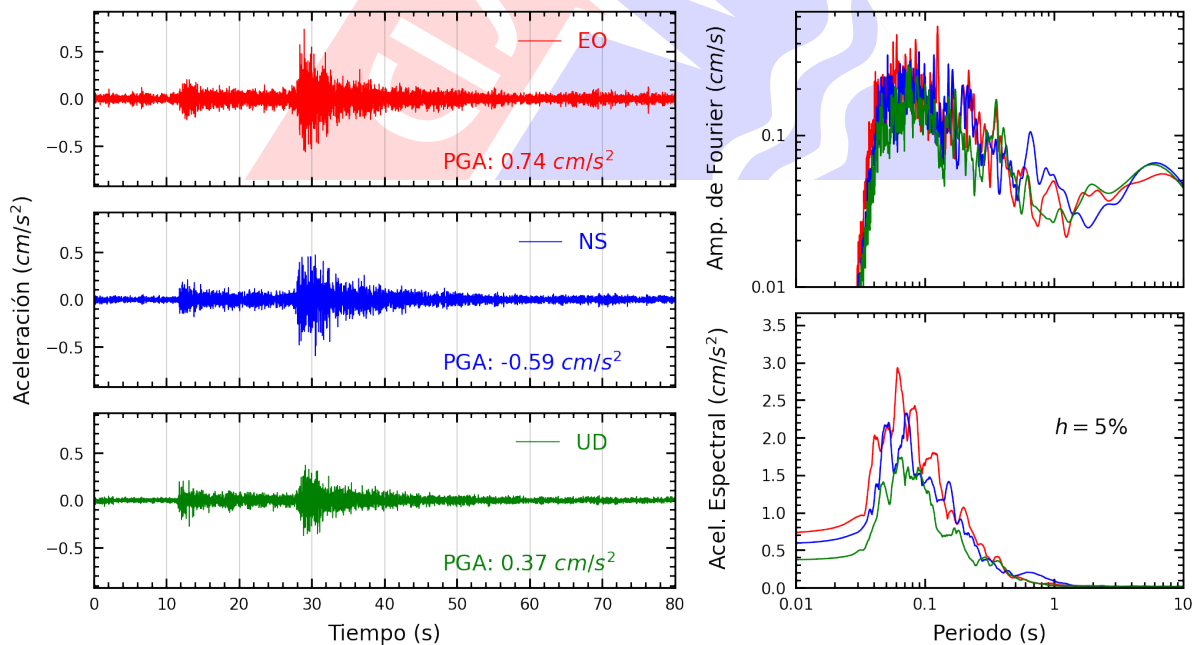 Aceleración (cm/s²)
0.5
0.0
−0.5
EO
PGA: 0.74 cm/s²
0.5
0.0
−0.5
NS
PGA: -0.59 cm/s²
0.5
0.0
−0.5
UD
PGA: 0.37 cm/s²
0 10 20 30 40 50 60 70 80
Tiempo (s)
Amp. de Fourier (cm/s)
0.1
0.01
Acel. Espectral (cm/s²)
3.5
3.0
2.5
2.0
1.5
1.0
0.5
0.0
h = 5%
0.01 0.1 1 10
Periodo (s)